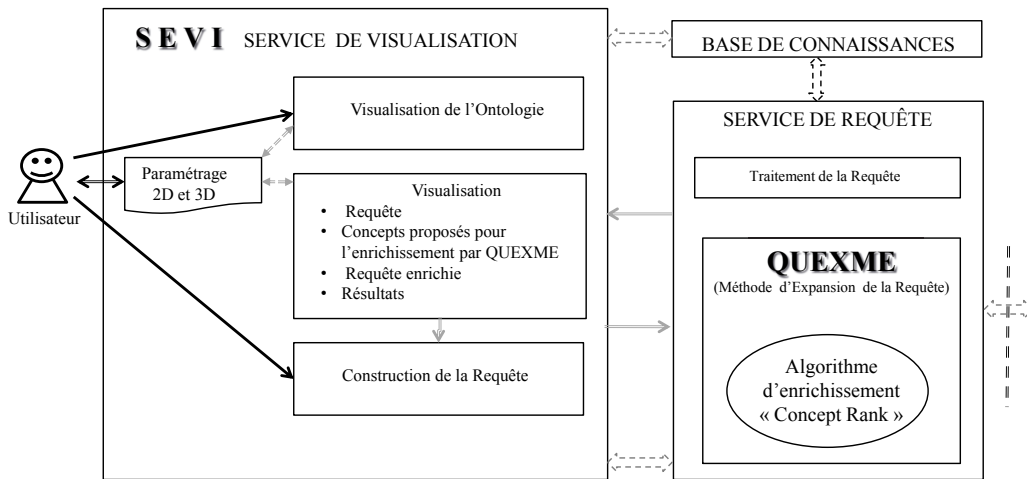 S E V I SERVICE DE VISUALISATION
Visualisation de l'Ontologie
Paramétrage
2D et 3D
Utilisateur
Visualisation
• Requête
• Concepts proposés pour
l'enrichissement par QUEXME
• Requête enrichie
• Résultats
Construction de la Requête
BASE DE CONNAISSANCES
SERVICE DE REQUÊTE
Traitement de la Requête
QUEXME
(Méthode d'Expansion de la Requête)
Algorithme
d'enrichissement
« Concept Rank »